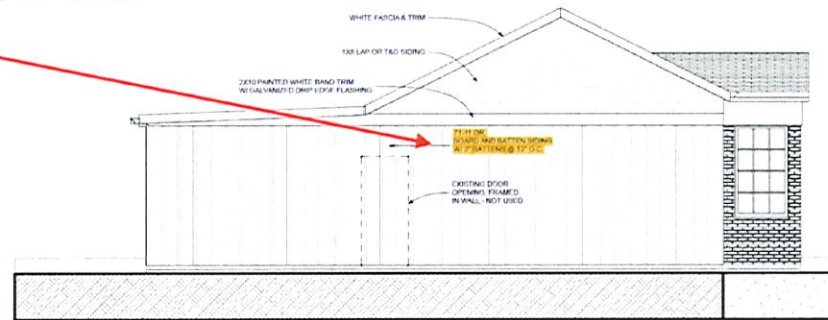 WHITE FASCIA & TRIM
1X8 LAP OR T&G SIDING
2X10 PAINTED WHITE BAND TRIM
W/ GALVANIZED DRIP EDGE FLASHING
T1-11 OR
BOARD AND BATTEN SIDING
W/ 2" BATTENS @ 12" O.C.
EXISTING DOOR
OPENING FRAMED
IN WALL - NOT USED